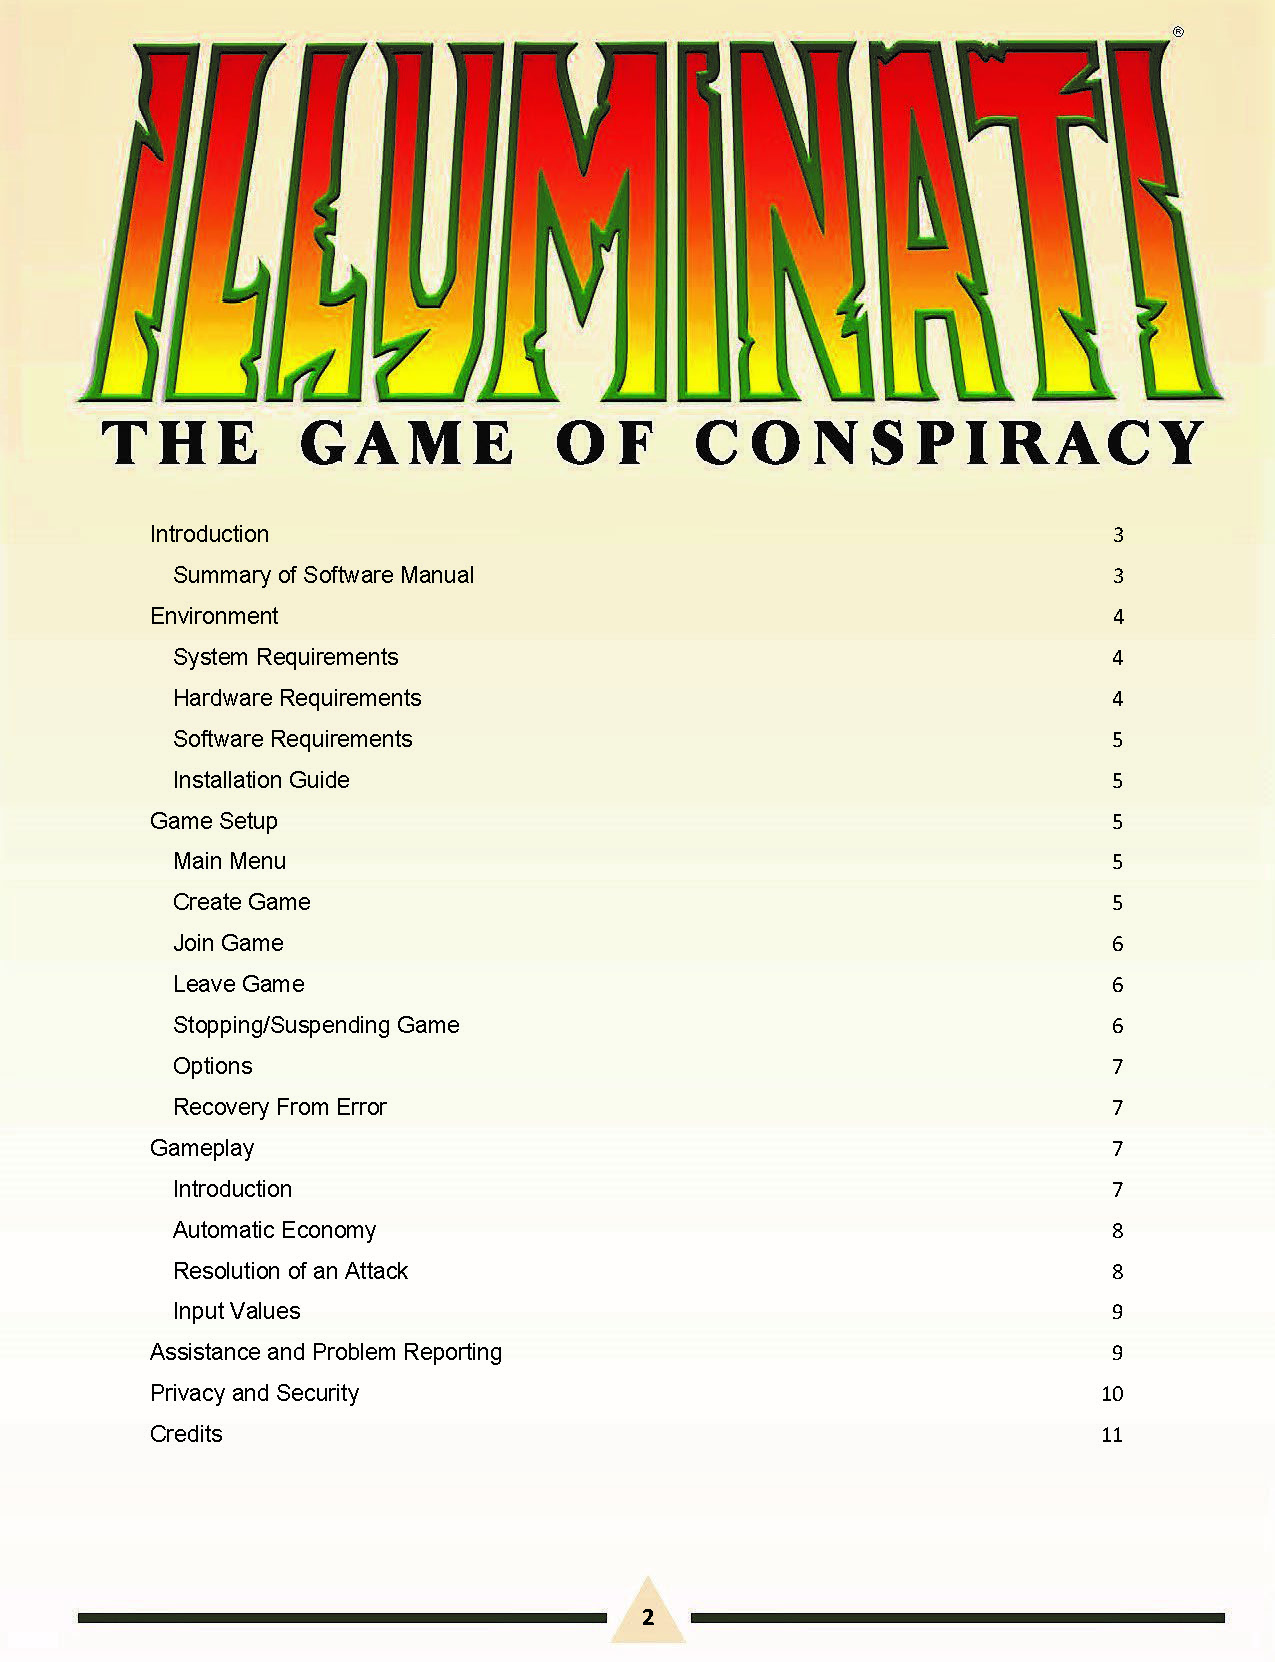 ILLUMINATI®
THE GAME OF CONSPIRACY
Introduction 3
Summary of Software Manual 3
Environment 4
System Requirements 4
Hardware Requirements 4
Software Requirements 5
Installation Guide 5
Game Setup 5
Main Menu 5
Create Game 5
Join Game 6
Leave Game 6
Stopping/Suspending Game 6
Options 7
Recovery From Error 7
Gameplay 7
Introduction 7
Automatic Economy 8
Resolution of an Attack 8
Input Values 9
Assistance and Problem Reporting 9
Privacy and Security 10
Credits 11
2